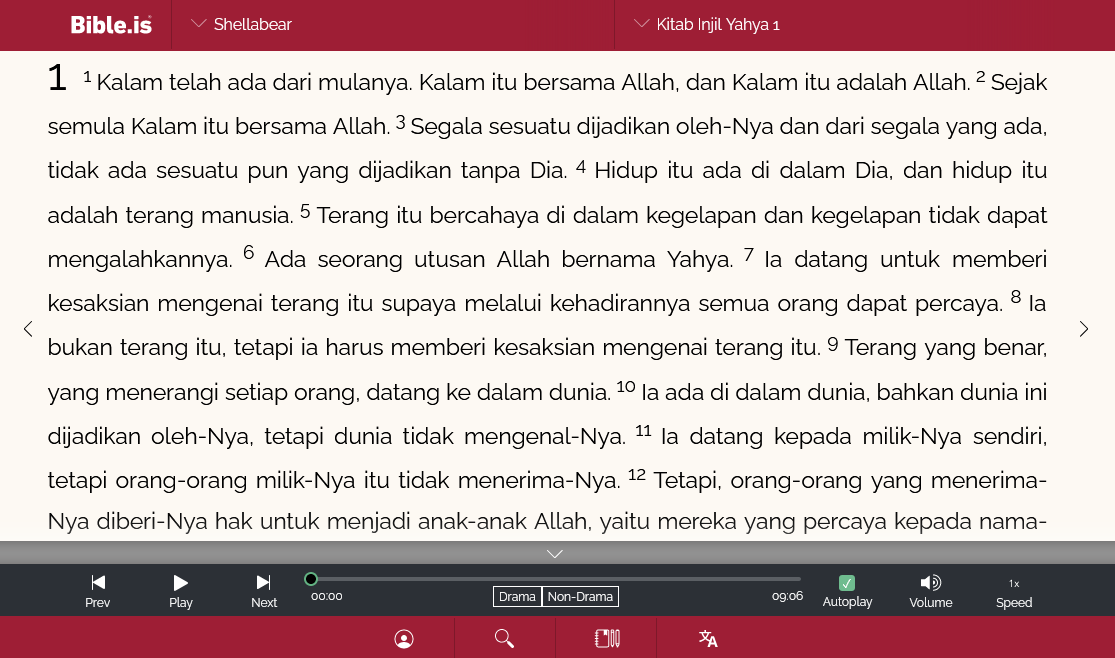 Bible.is
Shellabear
Kitab Injil Yahya 1
1 1 Kalam telah ada dari mulanya. Kalam itu bersama Allah, dan Kalam itu adalah Allah. 2 Sejak
semula Kalam itu bersama Allah. 3 Segala sesuatu dijadikan oleh-Nya dan dari segala yang ada,
tidak ada sesuatu pun yang dijadikan tanpa Dia. 4 Hidup itu ada di dalam Dia, dan hidup itu
adalah terang manusia. 5 Terang itu bercahaya di dalam kegelapan dan kegelapan tidak dapat
mengalahkannya. 6 Ada seorang utusan Allah bernama Yahya. 7 Ia datang untuk memberi
kesaksian mengenai terang itu supaya melalui kehadirannya semua orang dapat percaya. 8 Ia
bukan terang itu, tetapi ia harus memberi kesaksian mengenai terang itu. 9 Terang yang benar,
yang menerangi setiap orang, datang ke dalam dunia. 10 Ia ada di dalam dunia, bahkan dunia ini
dijadikan oleh-Nya, tetapi dunia tidak mengenal-Nya. 11 Ia datang kepada milik-Nya sendiri,
tetapi orang-orang milik-Nya itu tidak menerima-Nya. 12 Tetapi, orang-orang yang menerima-
Nya diberi-Nya hak untuk menjadi anak-anak Allah, yaitu mereka yang percaya kepada nama-
Prev
Play
Next
00:00
Drama
Non-Drama
09:06
Autoplay
Volume
1x
Speed